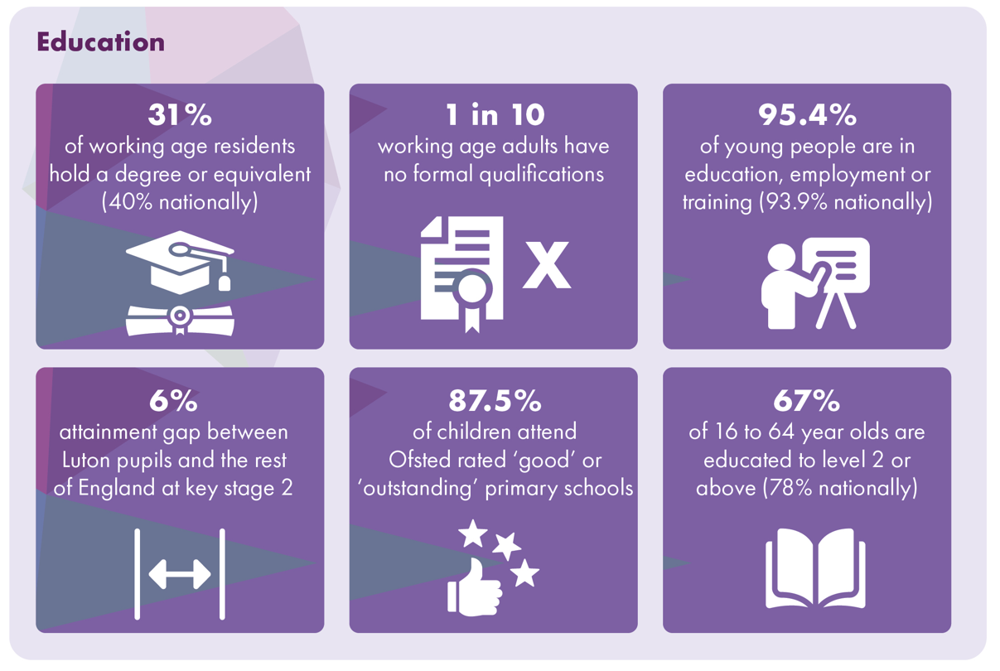 Education
31%
of working age residents
hold a degree or equivalent
(40% nationally)
1 in 10
working age adults have
no formal qualifications
X
95.4%
of young people are in
education, employment or
training (93.9% nationally)
6%
attainment gap between
Luton pupils and the rest
of England at key stage 2
87.5%
of children attend
Ofsted rated ‘good’ or
‘outstanding’ primary schools
67%
of 16 to 64 year olds are
educated to level 2 or
above (78% nationally)